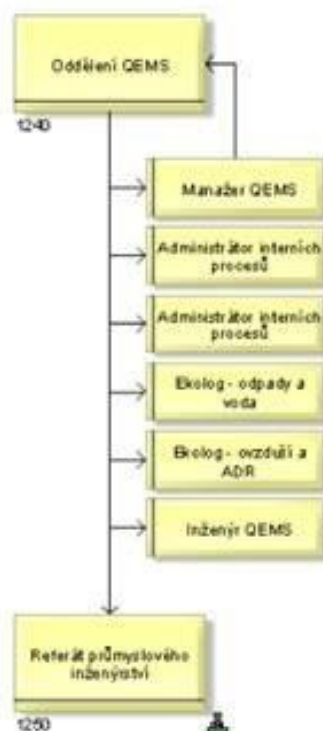 Oddělení QEMS
1240
Manažer QEMS
Administrátor interních
procesů
Administrátor interních
procesů
Ekolog - odpady a
voda
Ekolog - ovzduší a
ADR
Inženýr QEMS
Referát průmyslového
inženýrství
1250